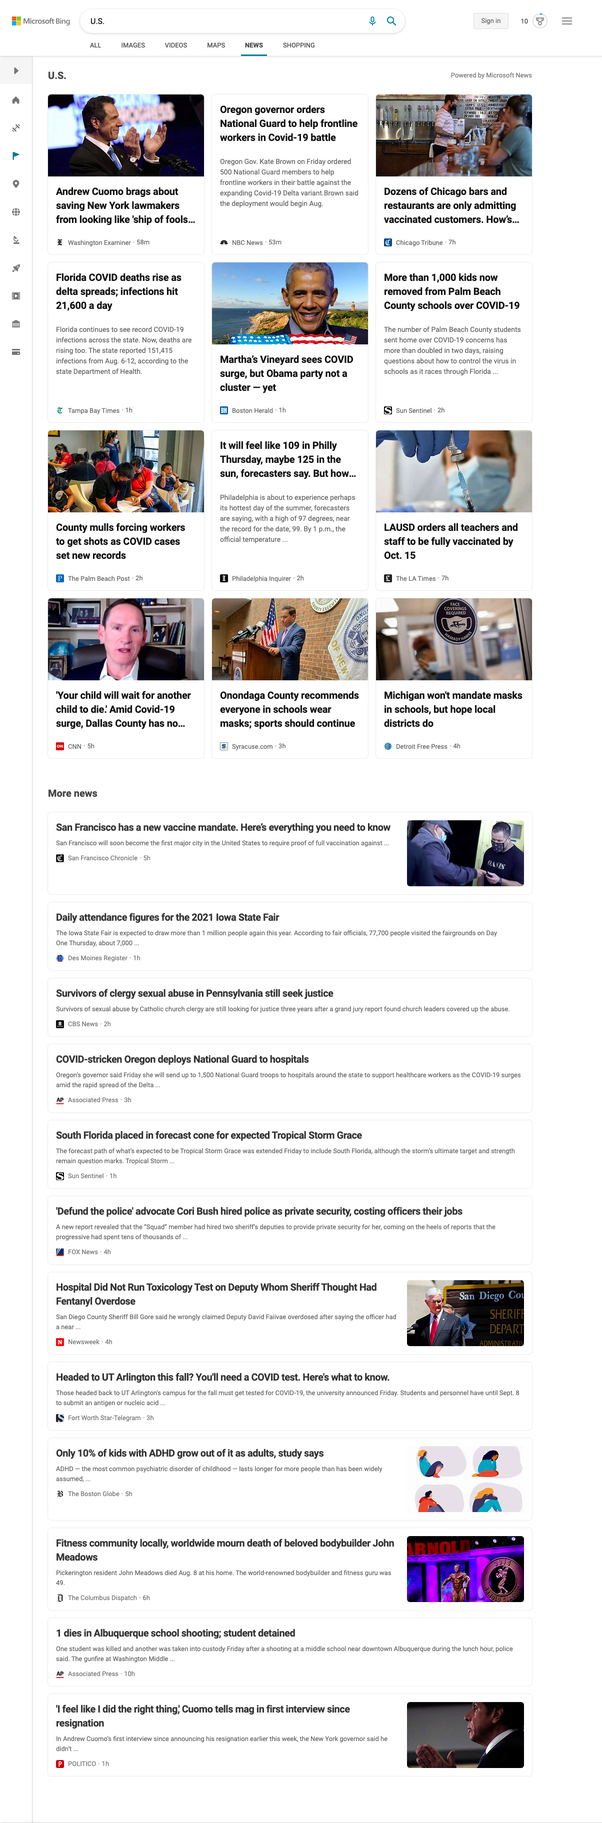 Microsoft Bing
U.S.
Sign in
10
ALL
IMAGES
VIDEOS
MAPS
NEWS
SHOPPING
U.S.
Powered by Microsoft News
Andrew Cuomo brags about
saving New York lawmakers
from looking like 'ship of fools...
Washington Examiner · 58m
Oregon governor orders
National Guard to help frontline
workers in Covid-19 battle
Oregon Gov. Kate Brown on Friday ordered
500 National Guard members to help
frontline workers in their battle against the
expanding Covid-19 Delta variant.Brown said
the deployment would begin Aug.
NBC News · 53m
Dozens of Chicago bars and
restaurants are only admitting
vaccinated customers. How's...
Chicago Tribune · 7h
Florida COVID deaths rise as
delta spreads; infections hit
21,600 a day
Florida continues to see record COVID-19
infections across the state. Now, deaths are
rising too. The state reported 151,415
infections from Aug. 6-12, according to the
state Department of Health.
Tampa Bay Times · 1h
Martha's Vineyard sees COVID
surge, but Obama party not a
cluster — yet
Boston Herald · 1h
More than 1,000 kids now
removed from Palm Beach
County schools over COVID-19
The number of Palm Beach County students
sent home over COVID-19 concerns has
more than doubled in two days, raising
questions about how to control the virus in
schools as it races through Florida ...
Sun Sentinel · 2h
County mulls forcing workers
to get shots as COVID cases
set new records
The Palm Beach Post · 2h
It will feel like 109 in Philly
Thursday, maybe 125 in the
sun, forecasters say. But how...
Philadelphia is about to experience perhaps
its hottest day of the summer, forecasters
are saying, with a high of 97 degrees, near
the record for the date, 99. By 1 p.m., the
official temperature ...
Philadelphia Inquirer · 2h
LAUSD orders all teachers and
staff to be fully vaccinated by
Oct. 15
The LA Times · 7h
'Your child will wait for another
child to die.' Amid Covid-19
surge, Dallas County has no...
CNN · 5h
Onondaga County recommends
everyone in schools wear
masks; sports should continue
Syracuse.com · 3h
FACE
COVERINGS
REQUIRED
Michigan won't mandate masks
in schools, but hope local
districts do
Detroit Free Press · 4h
More news
San Francisco has a new vaccine mandate. Here's everything you need to know
San Francisco will soon become the first major city in the United States to require proof of full vaccination against ...
San Francisco Chronicle · 5h
Daily attendance figures for the 2021 Iowa State Fair
The Iowa State Fair is expected to draw more than 1 million people again this year. According to fair officials, 77,700 people visited the fairgrounds on Day
One Thursday, about 7,000 ...
Des Moines Register · 1h
Survivors of clergy sexual abuse in Pennsylvania still seek justice
Survivors of sexual abuse by Catholic church clergy are still looking for justice three years after a grand jury report found church leaders covered up the abuse.
CBS News · 2h
COVID-stricken Oregon deploys National Guard to hospitals
Oregon's governor said Friday she will send up to 1,500 National Guard troops to hospitals around the state to support healthcare workers as the COVID-19 surges
amid the rapid spread of the Delta ...
AP Associated Press · 3h
South Florida placed in forecast cone for expected Tropical Storm Grace
The forecast path of what's expected to be Tropical Storm Grace was extended Friday to include South Florida, although the storm's ultimate target and strength
remain question marks. Tropical Storm ...
Sun Sentinel · 1h
'Defund the police' advocate Cori Bush hired police as private security, costing officers their jobs
A new report revealed that the "Squad" member had hired two sheriff's deputies to provide private security for her, coming on the heels of reports that the
progressive had spent tens of thousands of ...
FOX News · 4h
Hospital Did Not Run Toxicology Test on Deputy Whom Sheriff Thought Had
Fentanyl Overdose
San Diego County Sheriff Bill Gore said he wrongly claimed Deputy David Faiivae overdosed after saying the officer had
a near ...
Newsweek · 4h
San Diego Cou
SHERIFF
DEPART
ADMINISTRATI
Headed to UT Arlington this fall? You'll need a COVID test. Here's what to know.
Those headed back to UT Arlington's campus for the fall must get tested for COVID-19, the university announced Friday. Students and personnel have until Sept. 8
to submit an antigen or nucleic acid ...
Fort Worth Star-Telegram · 3h
Only 10% of kids with ADHD grow out of it as adults, study says
ADHD — the most common psychiatric disorder of childhood — lasts longer for more people than has been widely
assumed, ...
The Boston Globe · 5h
Fitness community locally, worldwide mourn death of beloved bodybuilder John
Meadows
Pickerington resident John Meadows died Aug. 8 at his home. The world-renowned bodybuilder and fitness guru was
49.
The Columbus Dispatch · 6h
ARNOLD
1 dies in Albuquerque school shooting; student detained
One student was killed and another was taken into custody Friday after a shooting at a middle school near downtown Albuquerque during the lunch hour, police
said. The gunfire at Washington Middle ...
AP Associated Press · 10h
'I feel like I did the right thing,' Cuomo tells mag in first interview since
resignation
In Andrew Cuomo's first interview since announcing his resignation earlier this week, the New York governor said he
didn't ...
POLITICO · 1h